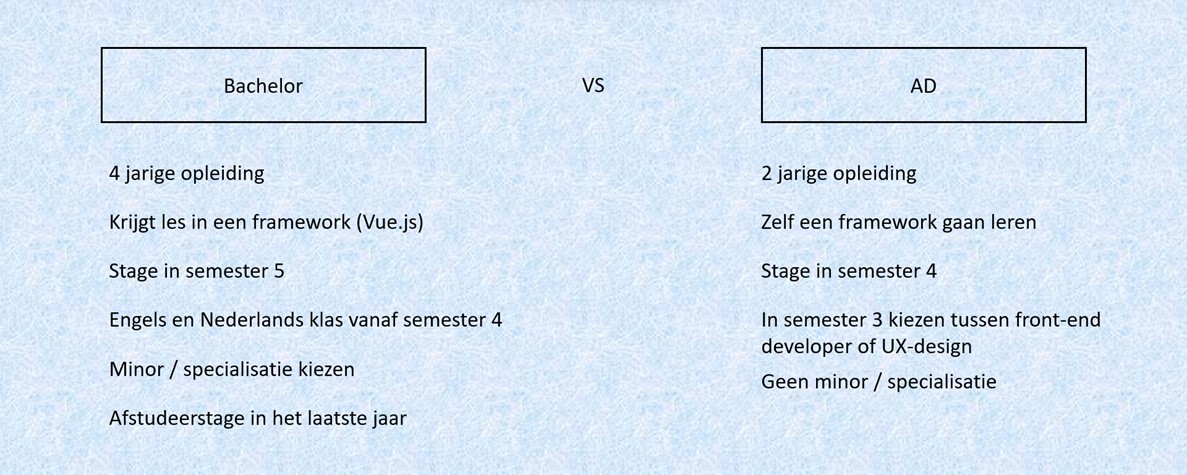 Bachelor
VS
AD
4 jarige opleiding
Krijgt les in een framework (Vue.js)
Stage in semester 5
Engels en Nederlands klas vanaf semester 4
Minor / specialisatie kiezen
Afstudeerstage in het laatste jaar
2 jarige opleiding
Zelf een framework gaan leren
Stage in semester 4
In semester 3 kiezen tussen front-end
developer of UX-design
Geen minor / specialisatie